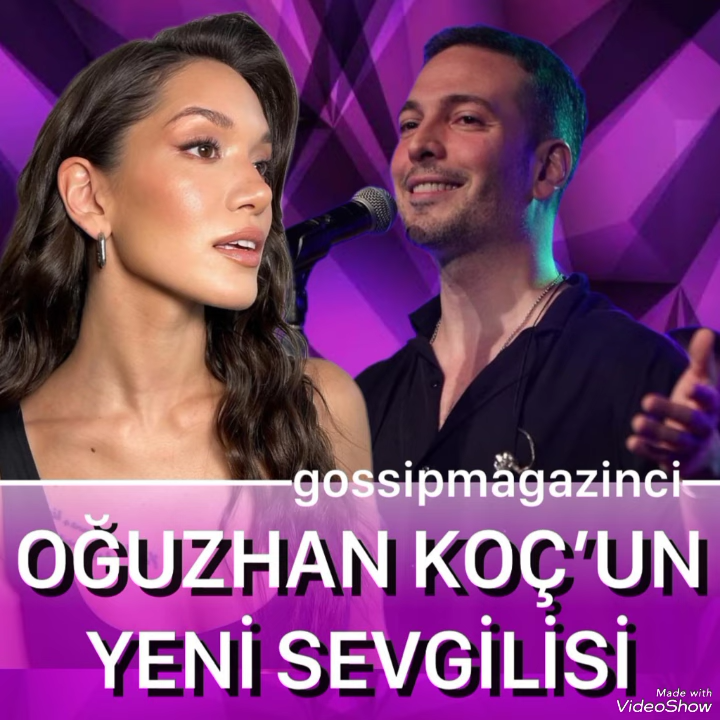 gossipmagazinci
OĞUZHAN KOÇ’UN
YENİ SEVGİLİSİ
Made with
VideoShow